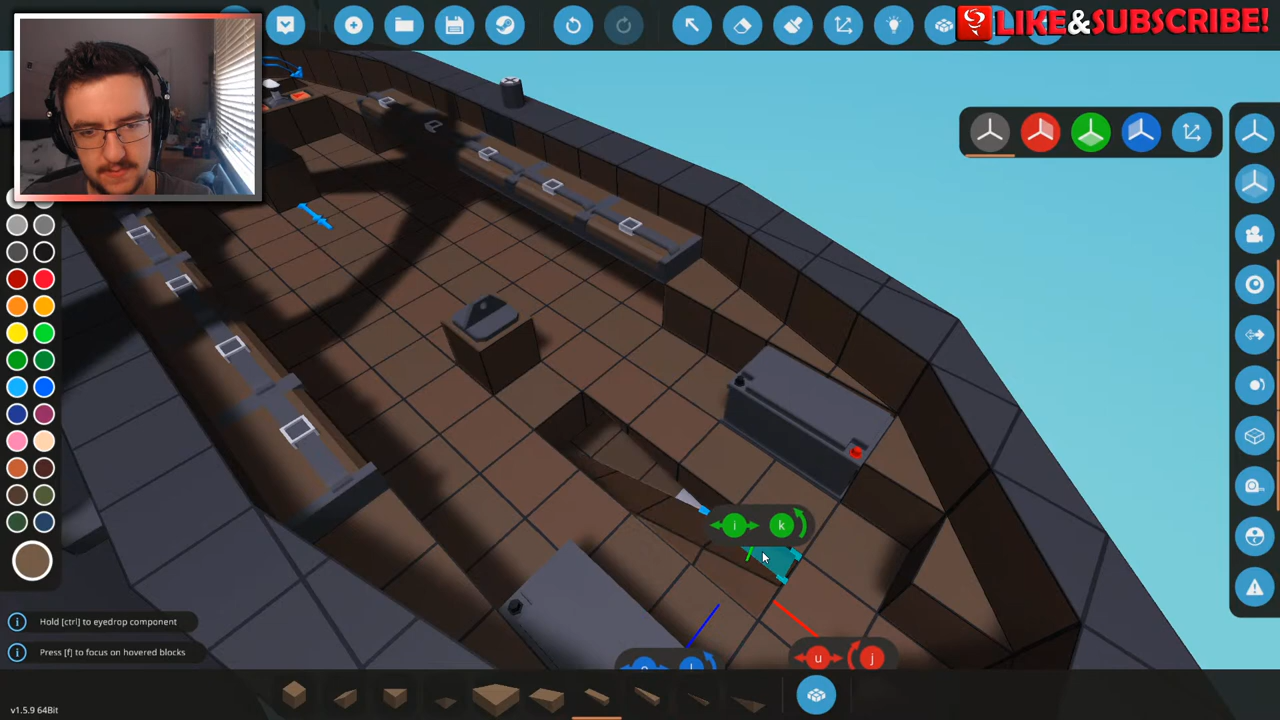 LIKE&SUBSCRIBE!
i k
u j
Hold [ctrl] to eyedrop component
Press [f] to focus on hovered blocks
v1.5.9 64Bit